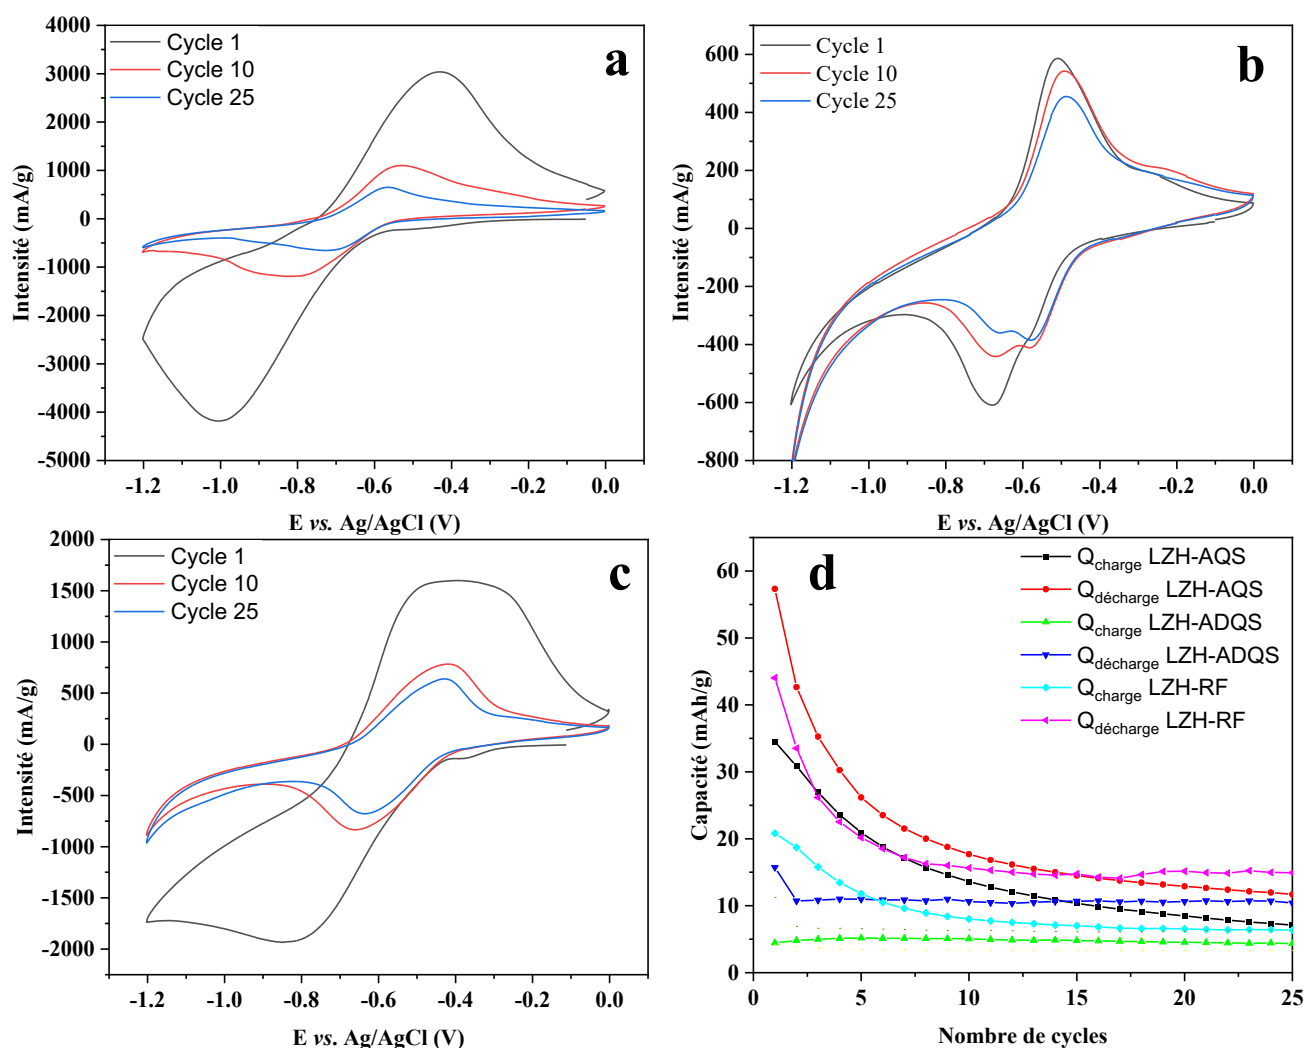 a
Cycle 1
Cycle 10
Cycle 25
4000
3000
2000
1000
0
-1000
-2000
-3000
-4000
-5000
Intensité (mA/g)
-1.2
-1.0
-0.8
-0.6
-0.4
-0.2
0.0
E vs. Ag/AgCl (V)
b
Cycle 1
Cycle 10
Cycle 25
600
400
200
0
-200
-400
-600
-800
Intensité (mA/g)
-1.2
-1.0
-0.8
-0.6
-0.4
-0.2
0.0
E vs. Ag/AgCl (V)
c
Cycle 1
Cycle 10
Cycle 25
2000
1500
1000
500
0
-500
-1000
-1500
-2000
Intensité (mA/g)
-1.2
-1.0
-0.8
-0.6
-0.4
-0.2
0.0
E vs. Ag/AgCl (V)
d
Qcharge LZH-AQS
Qdécharge LZH-AQS
Qcharge LZH-ADQS
Qdécharge LZH-ADQS
Qcharge LZH-RF
Qdécharge LZH-RF
60
50
40
30
20
10
0
Capacité (mAh/g)
0
5
10
15
20
25
Nombre de cycles